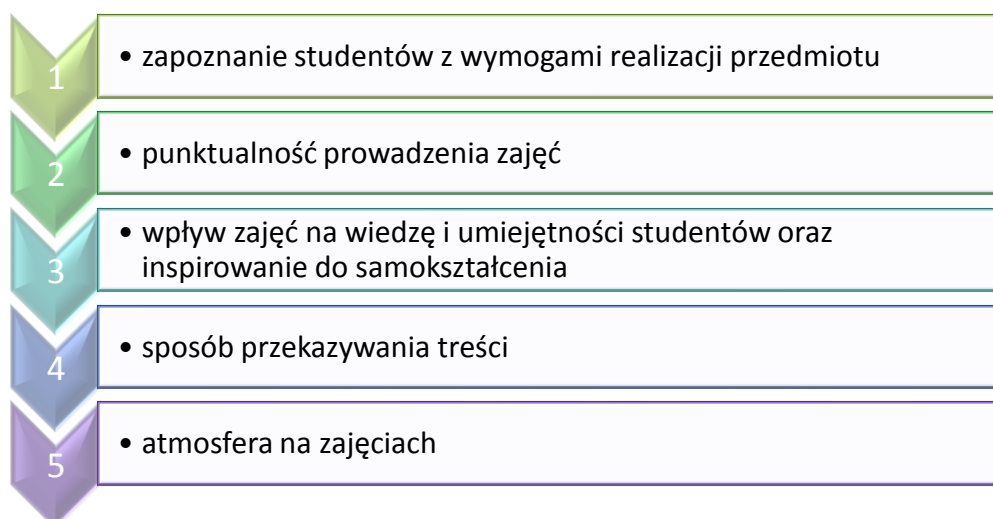 1
• zapoznanie studentów z wymogami realizacji przedmiotu
2
• punktualność prowadzenia zajęć
3
• wpływ zajęć na wiedzę i umiejętności studentów oraz
inspirowanie do samokształcenia
4
• sposób przekazywania treści
5
• atmosfera na zajęciach